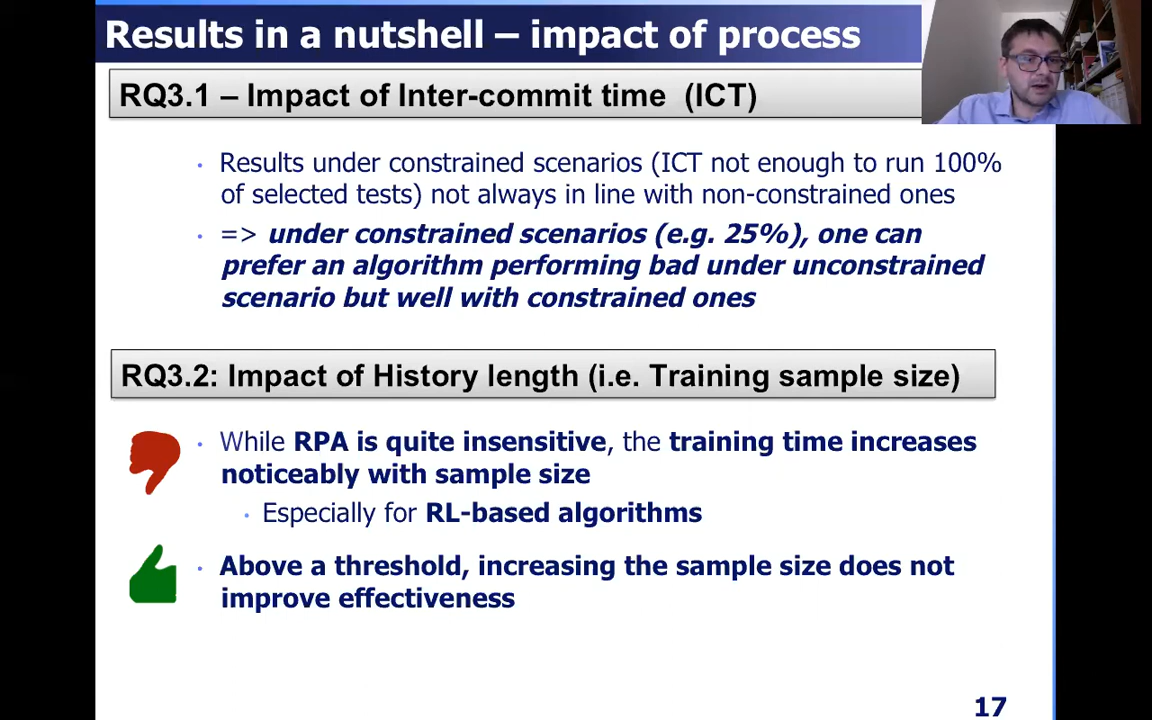 Results in a nutshell – impact of process
RQ3.1 – Impact of Inter-commit time (ICT)
Results under constrained scenarios (ICT not enough to run 100%
of selected tests) not always in line with non-constrained ones
=> under constrained scenarios (e.g. 25%), one can
prefer an algorithm performing bad under unconstrained
scenario but well with constrained ones
RQ3.2: Impact of History length (i.e. Training sample size)
While RPA is quite insensitive, the training time increases
noticeably with sample size
Especially for RL-based algorithms
Above a threshold, increasing the sample size does not
improve effectiveness
17